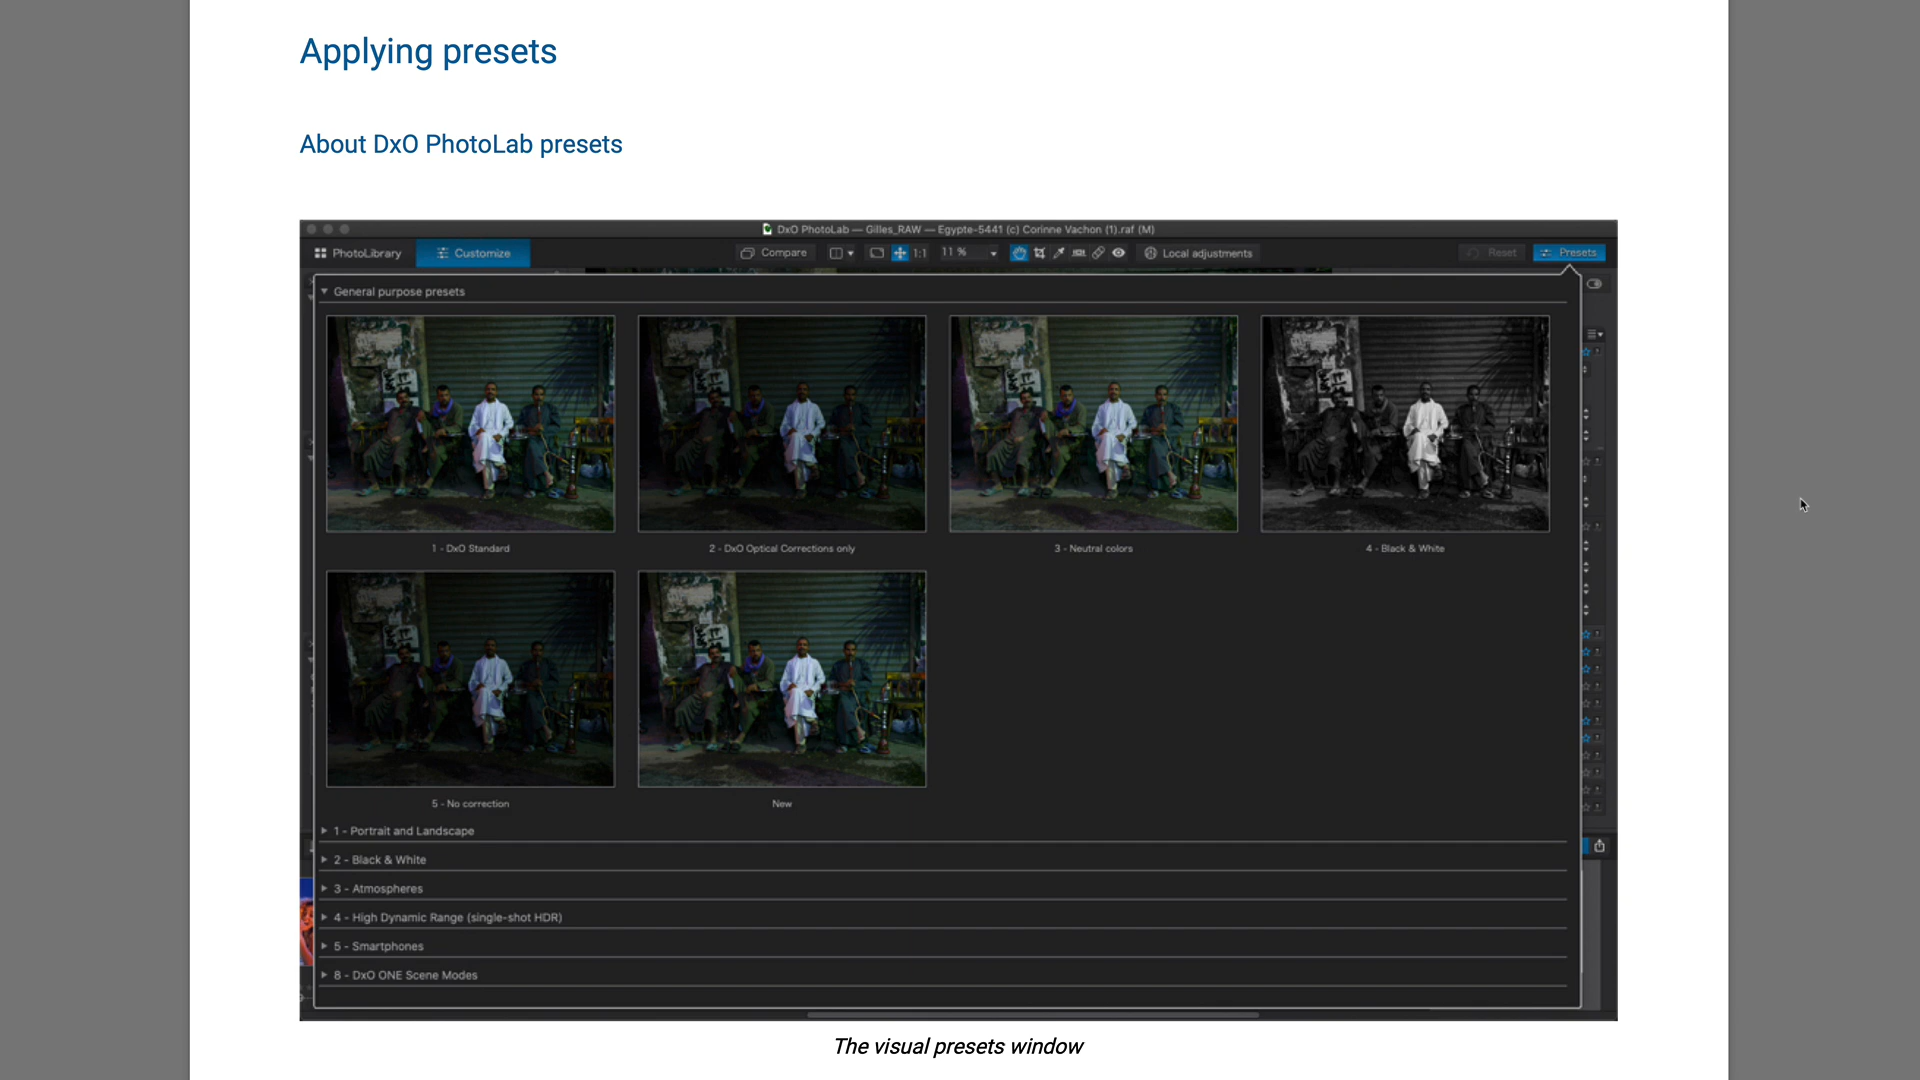 Applying presets
About DxO PhotoLab presets
DxO PhotoLab — Gilles_RAW — Egypte-5441 (c) Corinne Vachon (1).raf (M)
PhotoLibrary
Customize
Compare
1:1
11 %
Local adjustments
Reset
Presets
General purpose presets
1 - DxO Standard
2 - DxO Optical Corrections only
3 - Neutral colors
4 - Black & White
5 - No correction
New
1 - Portrait and Landscape
2 - Black & White
3 - Atmospheres
4 - High Dynamic Range (single-shot HDR)
5 - Smartphones
8 - DxO ONE Scene Modes
The visual presets window